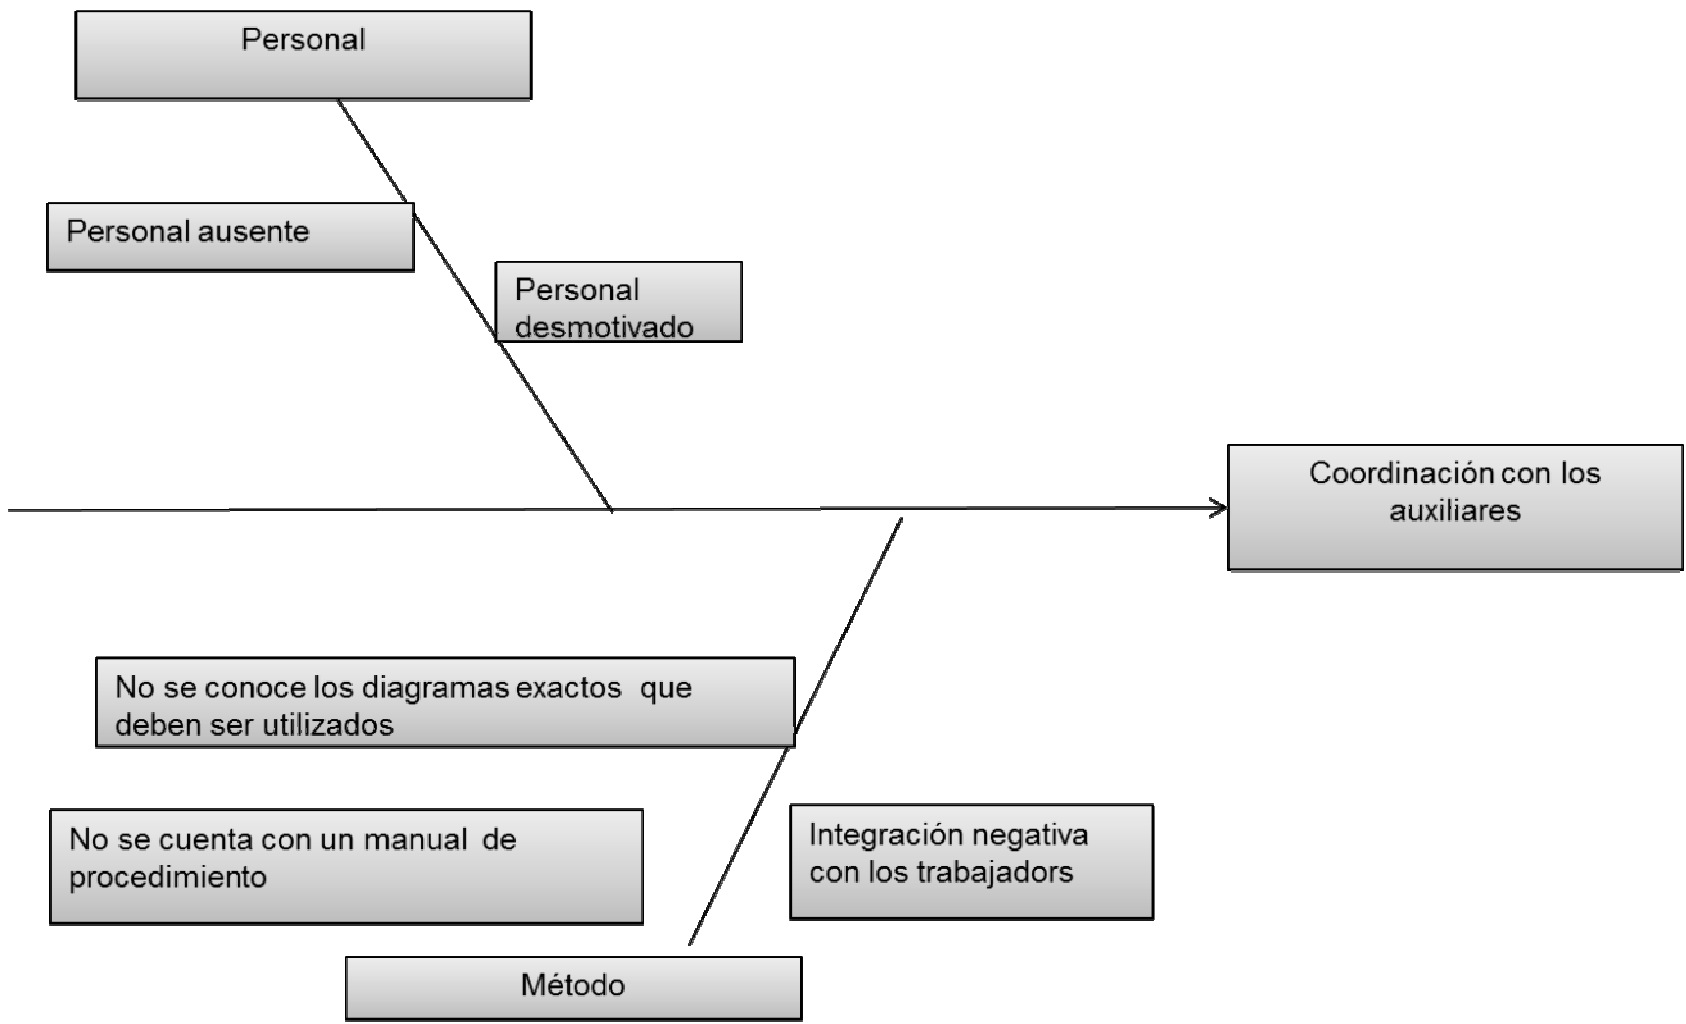 Personal
Personal ausente
Personal
desmotivado
Coordinación con los
auxiliares
No se conoce los diagramas exactos que
deben ser utilizados
No se cuenta con un manual de
procedimiento
Integración negativa
con los trabajadors
Método